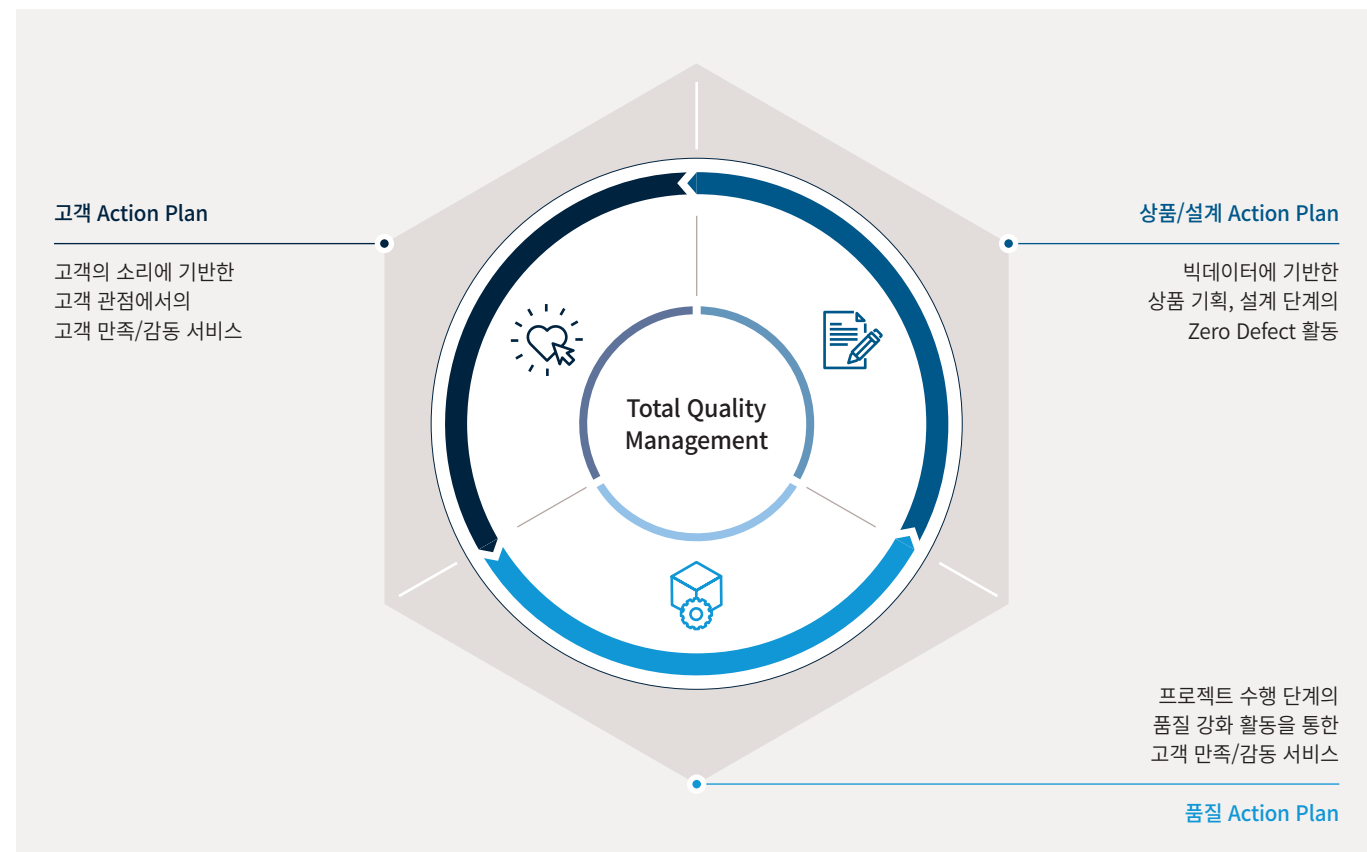 고객 Action Plan
고객의 소리에 기반한
고객 관점에서의
고객 만족/감동 서비스
상품/설계 Action Plan
빅데이터에 기반한
상품 기획, 설계 단계의
Zero Defect 활동
Total Quality
Management
프로젝트 수행 단계의
품질 강화 활동을 통한
고객 만족/감동 서비스
품질 Action Plan